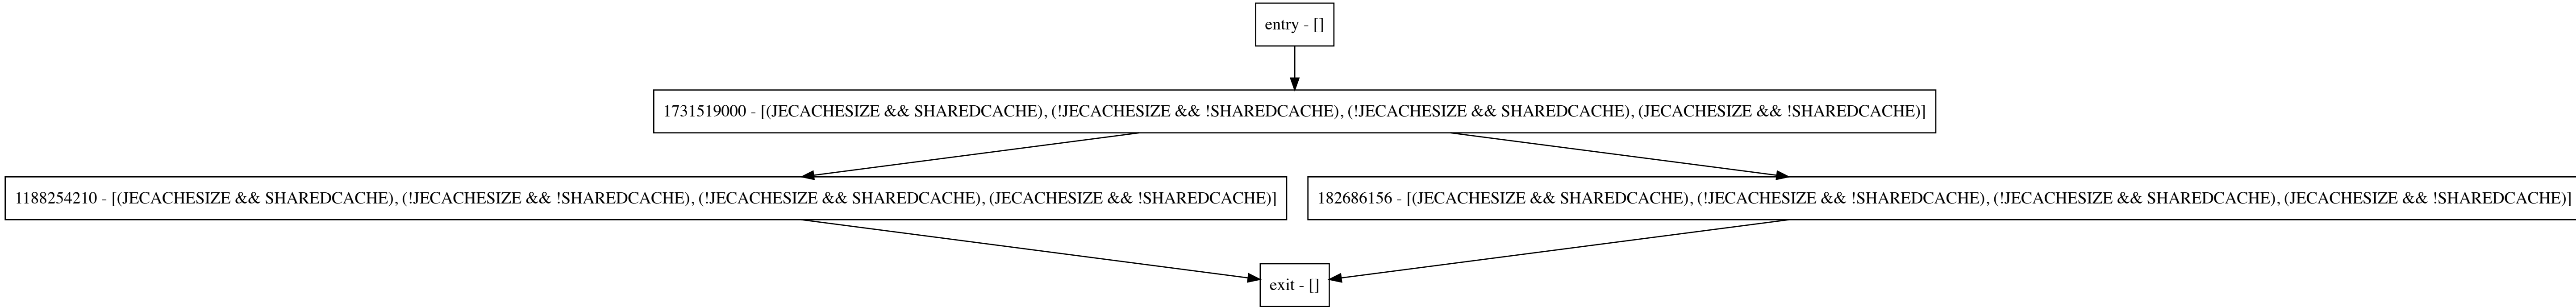 entry - []
1731519000 - [(JECACHESIZE && SHAREDCACHE), (!JECACHESIZE && !SHAREDCACHE), (!JECACHESIZE && SHAREDCACHE), (JECACHESIZE && !SHAREDCACHE)]
1188254210 - [(JECACHESIZE && SHAREDCACHE), (!JECACHESIZE && !SHAREDCACHE), (!JECACHESIZE && SHAREDCACHE), (JECACHESIZE && !SHAREDCACHE)]
182686156 - [(JECACHESIZE && SHAREDCACHE), (!JECACHESIZE && !SHAREDCACHE), (!JECACHESIZE && SHAREDCACHE), (JECACHESIZE && !SHAREDCACHE)]
exit - []